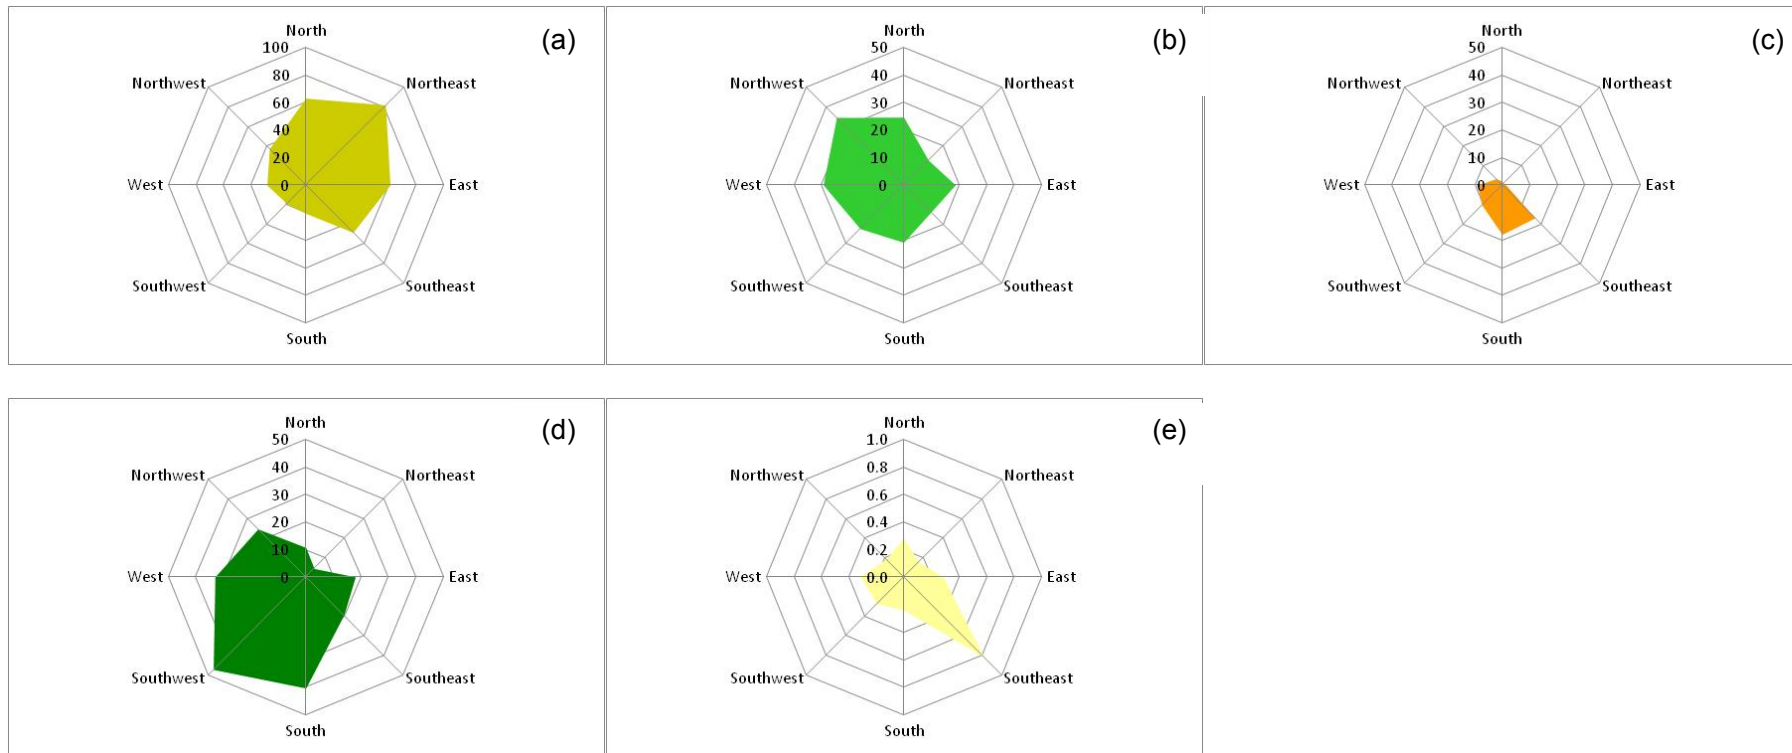 North
(a)
100
Northwest
Northeast
80
60
40
20
West
0
East
Southwest
Southeast
South
North
(b)
50
Northwest
Northeast
40
30
20
10
West
0
East
Southwest
Southeast
South
North
(c)
50
Northwest
Northeast
40
30
20
10
West
0
East
Southwest
Southeast
South
North
(d)
50
Northwest
Northeast
40
30
20
10
West
0
East
Southwest
Southeast
South
North
(e)
1.0
Northwest
Northeast
0.8
0.6
0.4
0.2
West
0.0
East
Southwest
Southeast
South